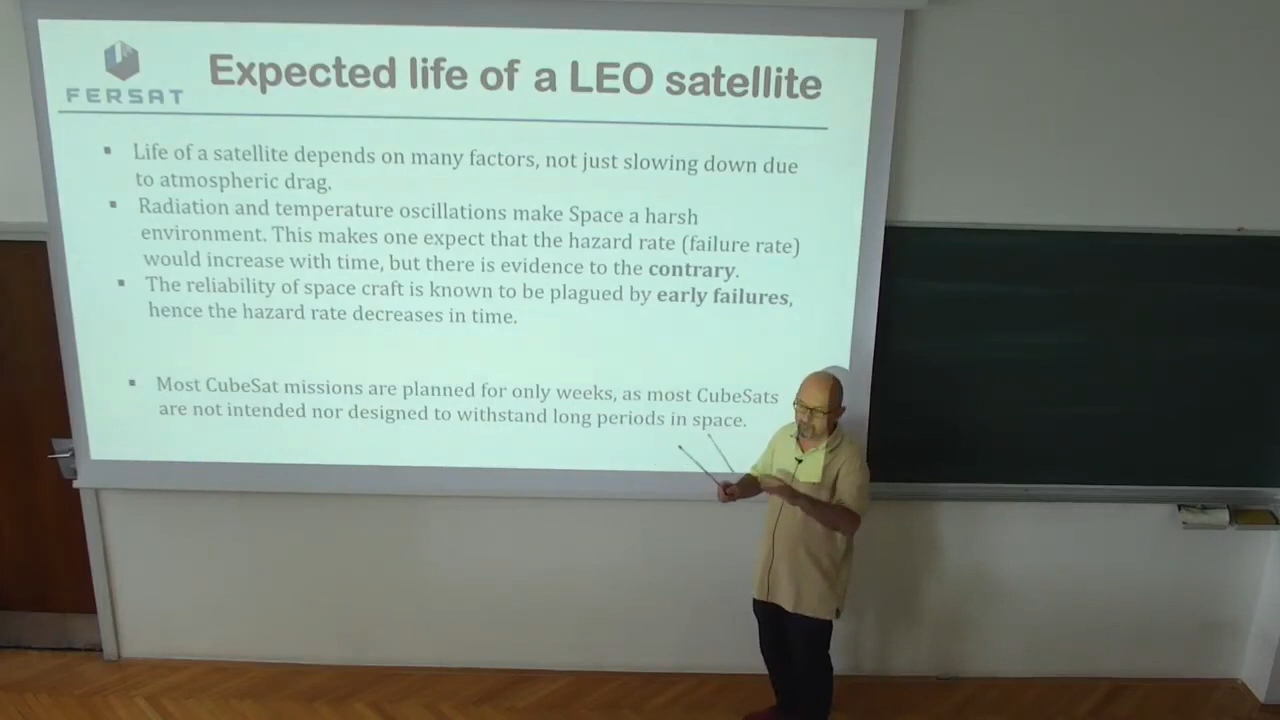 FERSAT
Expected life of a LEO satellite
▪ Life of a satellite depends on many factors, not just slowing down due
to atmospheric drag.
▪ Radiation and temperature oscillations make Space a harsh
environment. This makes one expect that the hazard rate (failure rate)
would increase with time, but there is evidence to the contrary.
▪ The reliability of space craft is known to be plagued by early failures,
hence the hazard rate decreases in time.
▪ Most CubeSat missions are planned for only weeks, as most CubeSats
are not intended nor designed to withstand long periods in space.